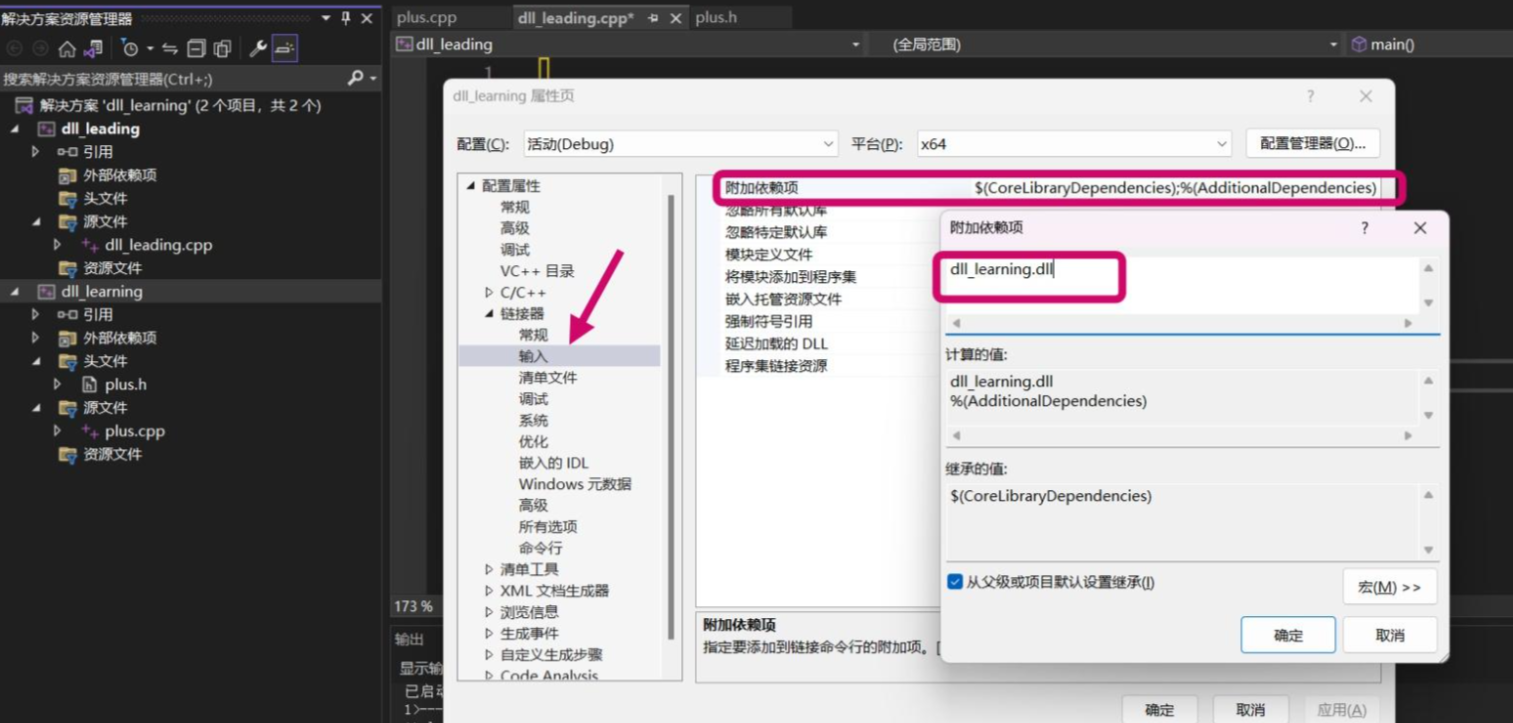 解决方案资源管理器
搜索解决方案资源管理器(Ctrl+;)
解决方案 'dll_learning' (2 个项目，共 2 个)
dll_leading
引用
外部依赖项
头文件
源文件
dll_leading.cpp
资源文件
dll_learning
引用
外部依赖项
头文件
plus.h
源文件
plus.cpp
资源文件
plus.cpp
dll_leading.cpp*
plus.h
dll_leading
(全局范围)
main()
1
173 %
输出
显示输
已启动
1>----
dll_learning 属性页
配置(C):
活动(Debug)
平台(P):
x64
配置管理器(O)...
配置属性
常规
高级
调试
VC++ 目录
C/C++
链接器
常规
输入
清单文件
调试
系统
优化
嵌入的 IDL
Windows 元数据
高级
所有选项
命令行
清单工具
XML 文档生成器
浏览信息
生成事件
自定义生成步骤
Code Analysis
附加依赖项
$(CoreLibraryDependencies);%(AdditionalDependencies)
忽略所有默认库
忽略特定默认库
模块定义文件
将模块添加到程序集
嵌入托管资源文件
强制符号引用
延迟加载的 DLL
程序集链接资源
附加依赖项
指定要添加到链接命令行的附加项。[
确定
取消
应用(A)
附加依赖项
dll_learning.dll
计算的值:
dll_learning.dll
%(AdditionalDependencies)
继承的值:
$(CoreLibraryDependencies)
从父级或项目默认设置继承(I)
宏(M) >>
确定
取消